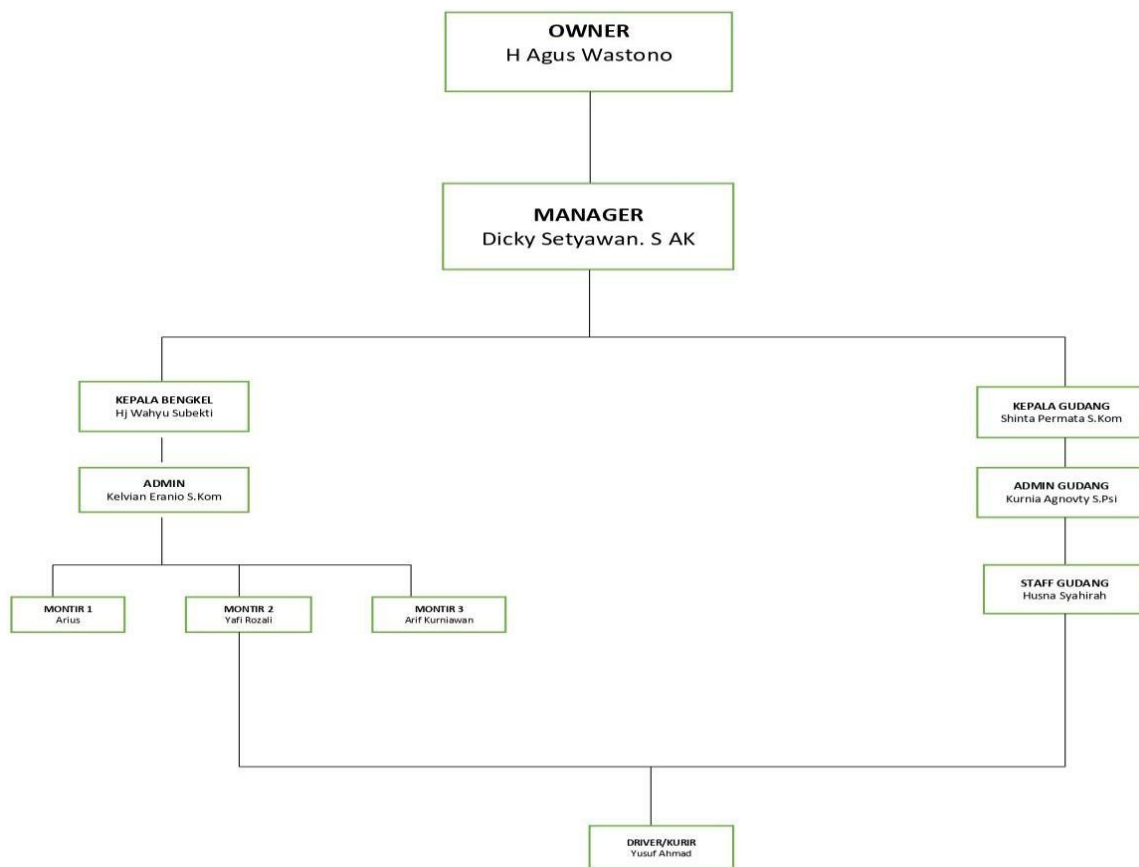 OWNER
H Agus Wastono
MANAGER
Dicky Setyawan. S AK
KEPALA BENGKEL
Hj Wahyu Subekti
KEPALA GUDANG
Shinta Permata S.Kom
ADMIN
Kelvian Eranio S.Kom
ADMIN GUDANG
Kurnia Agnovty S.Psi
STAFF GUDANG
Husna Syahirah
MONTIR 1
Arius
MONTIR 2
Yafi Rozali
MONTIR 3
Arif Kurniawan
DRIVER/KURIR
Yusuf Ahmad